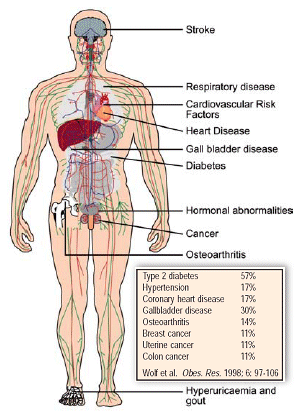 Stroke
Respiratory disease
Cardiovascular Risk
Factors
Heart Disease
Gall bladder disease
Diabetes
Hormonal abnormalities
Cancer
Osteoarthritis
Type 2 diabetes 57%
Hypertension 17%
Coronary heart disease 17%
Gallbladder disease 30%
Osteoarthritis 14%
Breast cancer 11%
Uterine cancer 11%
Colon cancer 11%
Wolf et al. Obes. Res. 1998; 6: 97-106
Hyperuricaemia and
gout